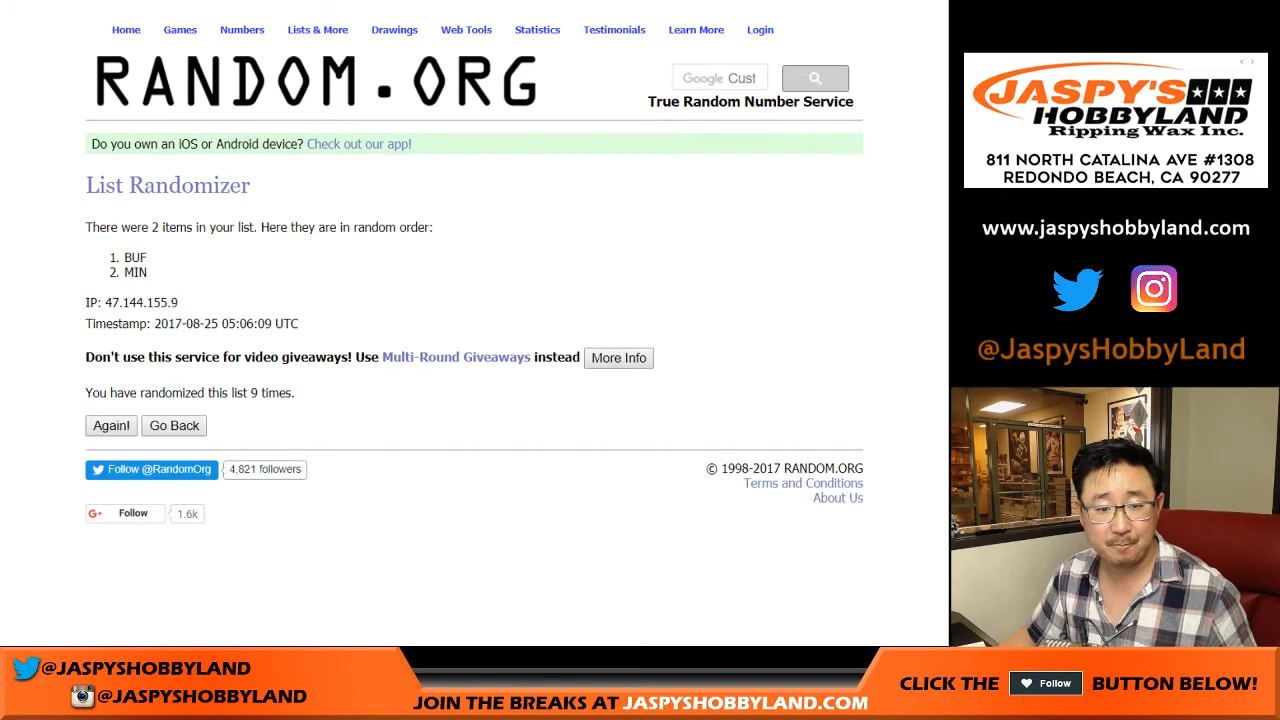 Home Games Numbers Lists & More Drawings Web Tools Statistics Testimonials Learn More Login
RANDOM.ORG
Google Cust
True Random Number Service
Do you own an iOS or Android device? Check out our app!
List Randomizer
There were 2 items in your list. Here they are in random order:
1. BUF
2. MIN
IP: 47.144.155.9
Timestamp: 2017-08-25 05:06:09 UTC
Don't use this service for video giveaways! Use Multi-Round Giveaways instead More Info
You have randomized this list 9 times.
Again! Go Back
Follow @RandomOrg 4,821 followers
G+ Follow 1.6k
© 1998-2017 RANDOM.ORG
Terms and Conditions
About Us
JASPY'S
HOBBYLAND
Ripping Wax Inc.
811 NORTH CATALINA AVE #1308
REDONDO BEACH, CA 90277
www.jaspyshobbyland.com
@JaspysHobbyLand
@JASPYSHOBBYLAND
@JASPYSHOBBYLAND
JOIN THE BREAKS AT JASPYSHOBBYLAND.COM
CLICK THE Follow BUTTON BELOW!